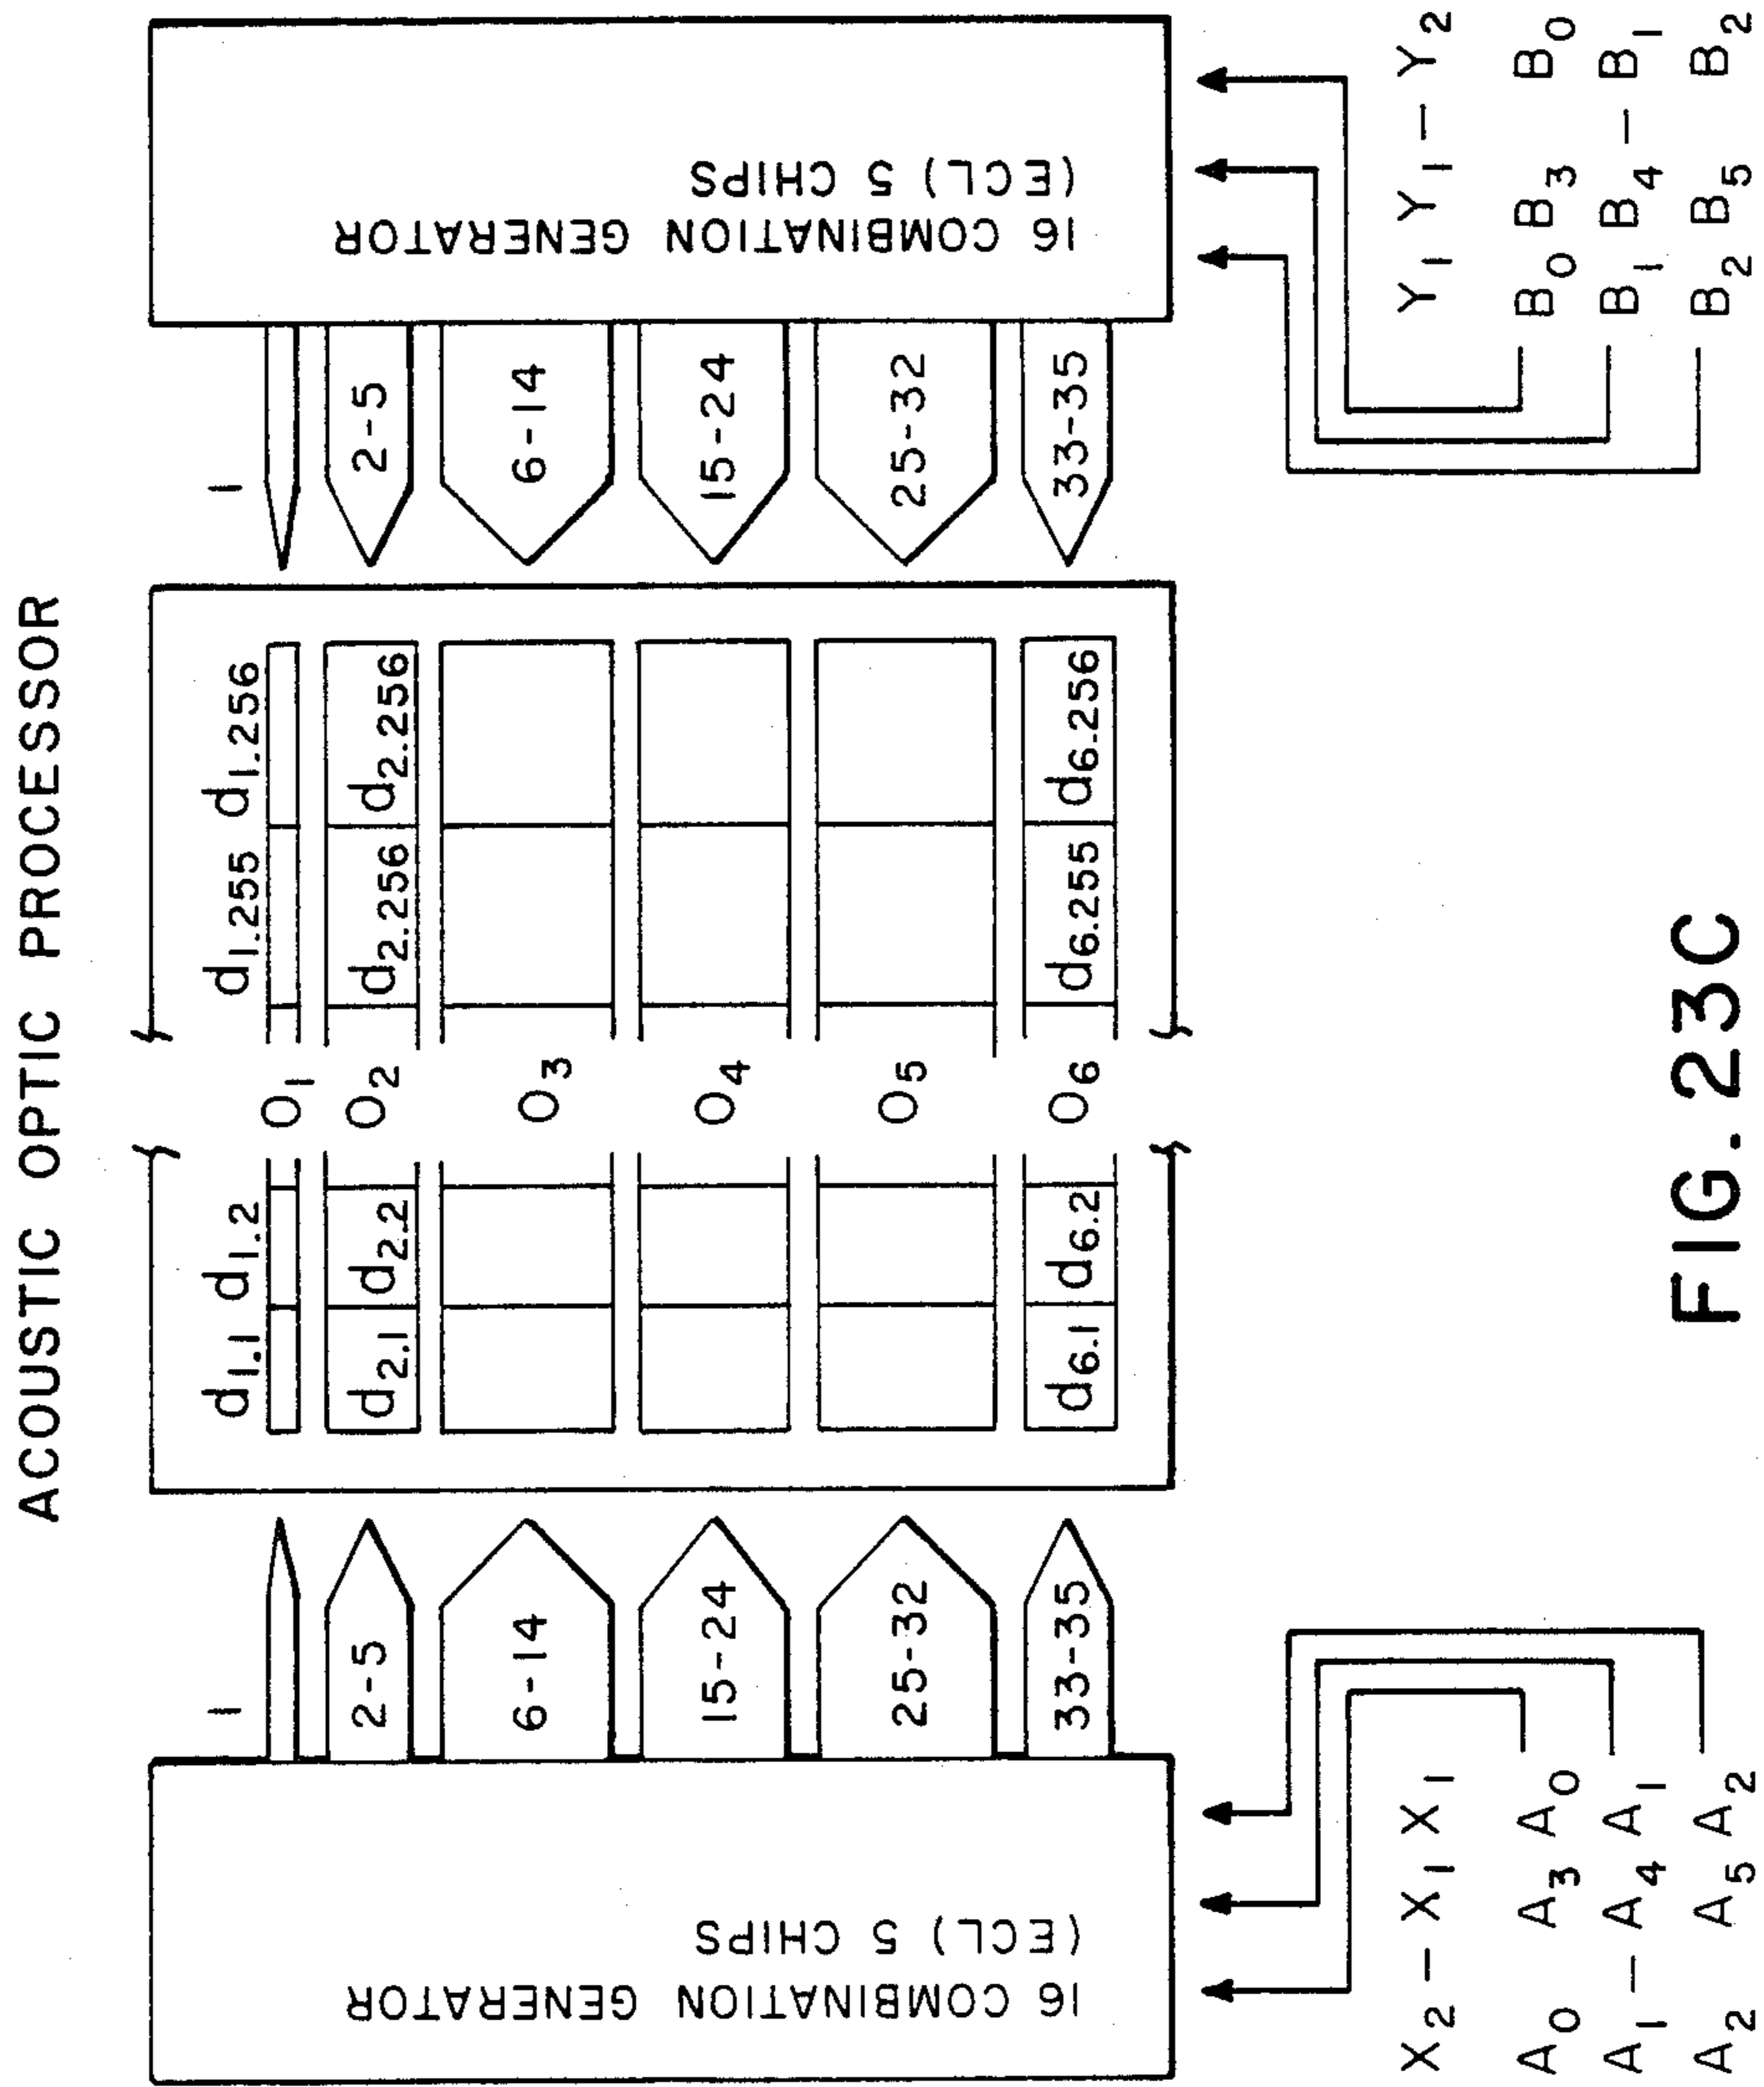 ACOUSTIC OPTIC PROCESSOR
1
d1.1 d1.2 d1.255 d1.256
1
O1
2-5
d2.1 d2.2
O2
d2.256 d2.256
2-5
6-14
O3
6-14
15-24
O4
15-24
25-32
O5
25-32
33-35
d6.1 d6.2
O6
d6.255 d6.256
33-35
16 COMBINATION GENERATOR
(ECL) 5 CHIPS
16 COMBINATION GENERATOR
(ECL) 5 CHIPS
X2 - X1 X1
A0 A3 A0
A1 - A4 A1
A2 A5 A2
Y1 Y1 - Y2
B0 B3 B0
B1 B4 - B1
B2 B5 B2
FIG. 23C